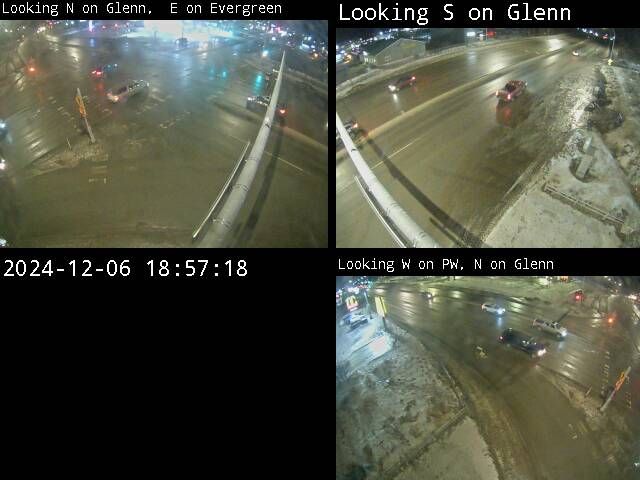 Looking N on Glenn, E on Evergreen
Looking S on Glenn
2024-12-06 18:57:18
Looking W on PW, N on Glenn